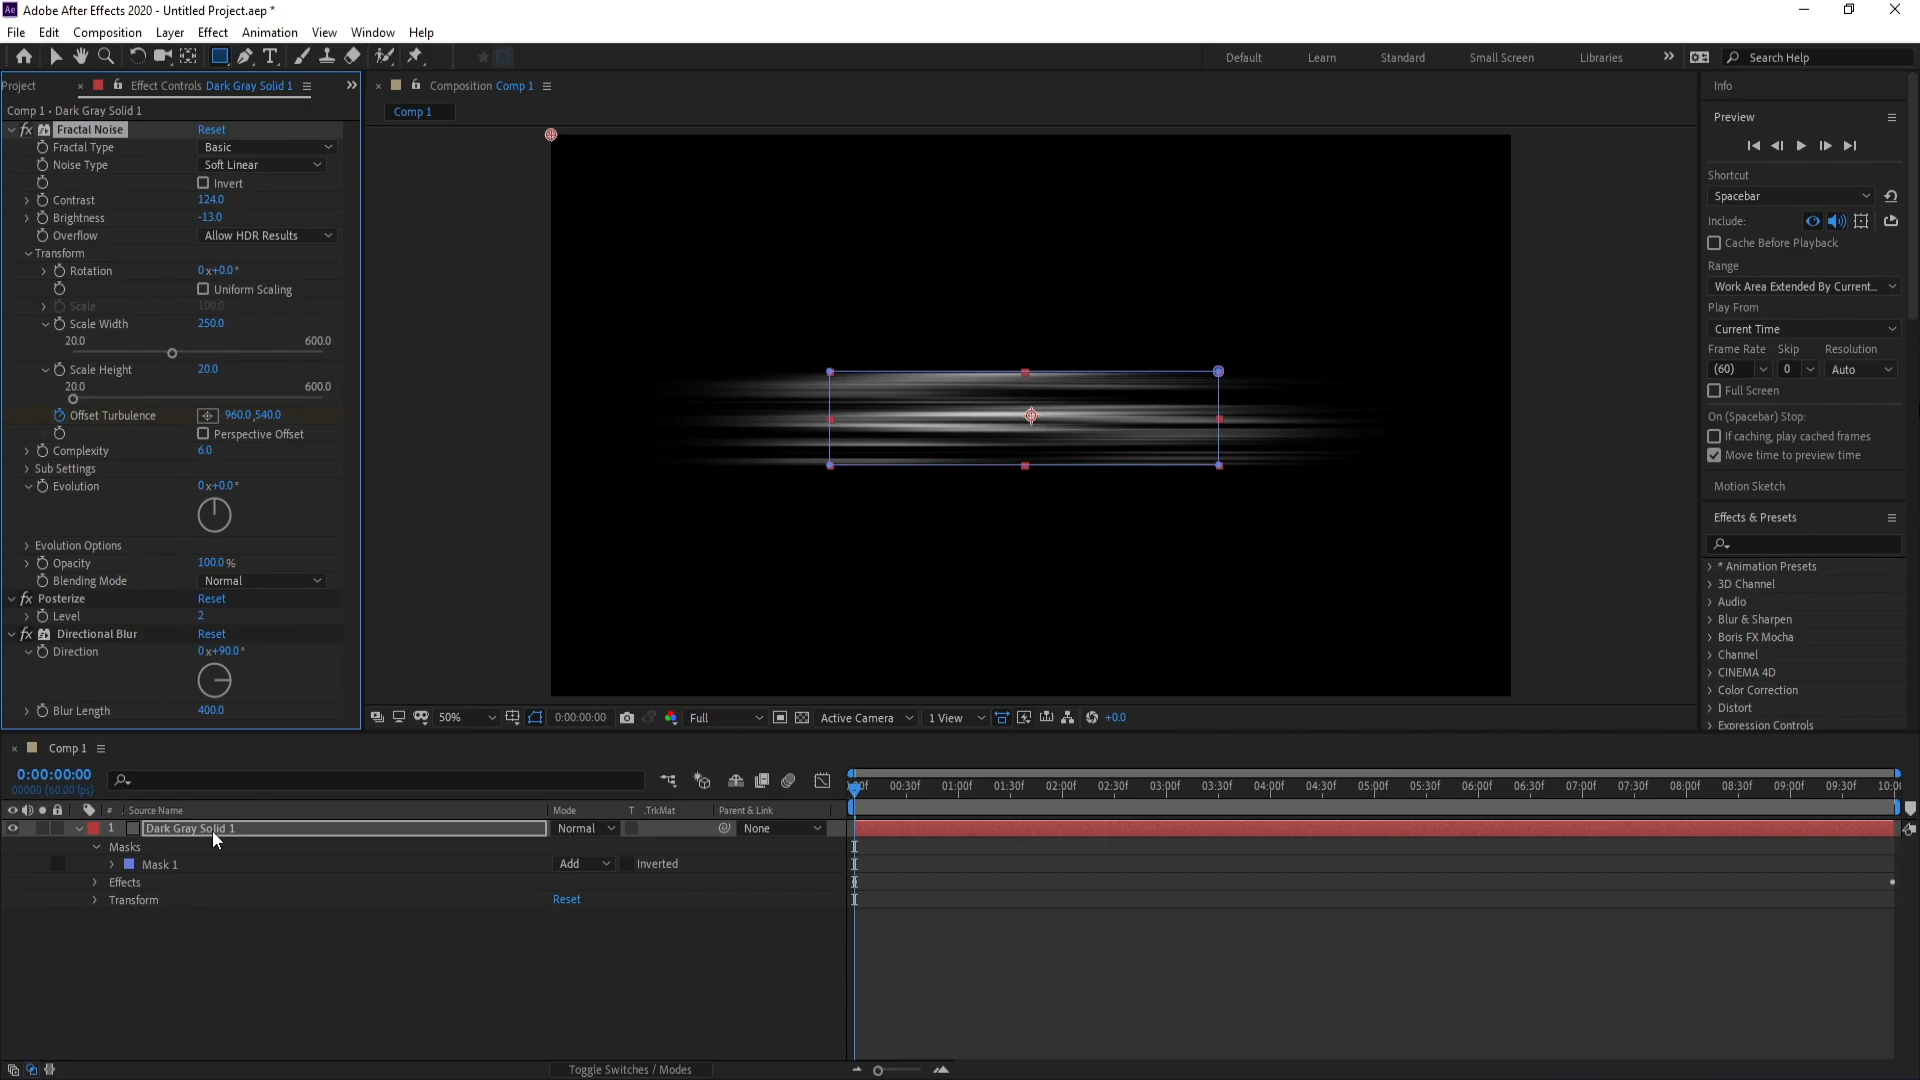 Adobe After Effects 2020 - Untitled Project.aep *
File Edit Composition Layer Effect Animation View Window Help
Default Learn Standard Small Screen Libraries Search Help
Project Effect Controls Dark Gray Solid 1
Comp 1 • Dark Gray Solid 1
fx Fractal Noise Reset
Fractal Type Basic
Noise Type Soft Linear
Invert
Contrast 124.0
Brightness -13.0
Overflow Allow HDR Results
Transform
Rotation 0x+0.0°
Uniform Scaling
Scale 100.0
Scale Width 250.0
20.0 600.0
Scale Height 20.0
20.0 600.0
Offset Turbulence 960.0,540.0
Perspective Offset
Complexity 6.0
Sub Settings
Evolution 0x+0.0°
Evolution Options
Opacity 100.0 %
Blending Mode Normal
fx Posterize Reset
Level 2
fx Directional Blur Reset
Direction 0x+90.0°
Blur Length 400.0
Composition Comp 1
Comp 1
50% 0:00:00:00 Full Active Camera 1 View +0.0
Info
Preview
Shortcut
Spacebar
Include:
Cache Before Playback
Range
Work Area Extended By Current...
Play From
Current Time
Frame Rate Skip Resolution
(60) 0 Auto
Full Screen
On (Spacebar) Stop:
If caching, play cached frames
Move time to preview time
Motion Sketch
Effects & Presets
* Animation Presets
3D Channel
Audio
Blur & Sharpen
Boris FX Mocha
Channel
CINEMA 4D
Color Correction
Distort
Expression Controls
Comp 1
0:00:00:00
00000 (60.00 fps)
# Source Name Mode T .TrkMat Parent & Link
00:30f 01:00f 01:30f 02:00f 02:30f 03:00f 03:30f 04:00f 04:30f 05:00f 05:30f 06:00f 06:30f 07:00f 07:30f 08:00f 08:30f 09:00f 09:30f
1 Dark Gray Solid 1 Normal None
Masks
Mask 1 Add Inverted
Effects
Transform Reset
Toggle Switches / Modes